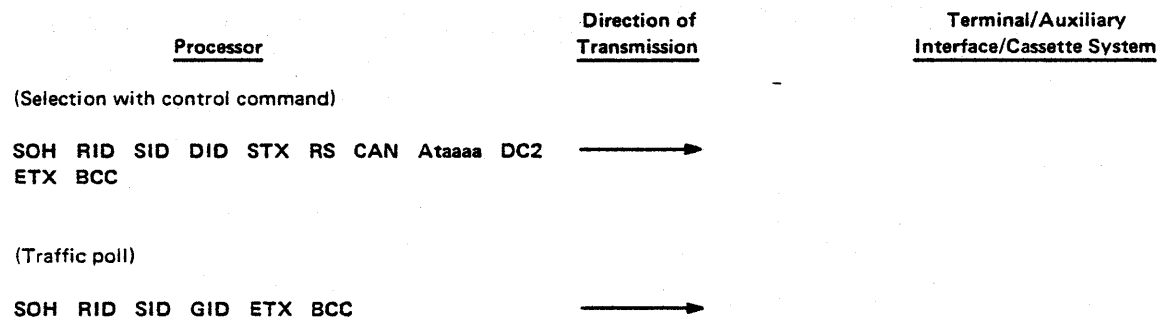 Processor
Direction of
Transmission
Terminal/Auxiliary
Interface/Cassette System
(Selection with control command)
SOH RID SID DID STX RS CAN Ataaaa DC2
ETX BCC
(Traffic poll)
SOH RID SID GID ETX BCC